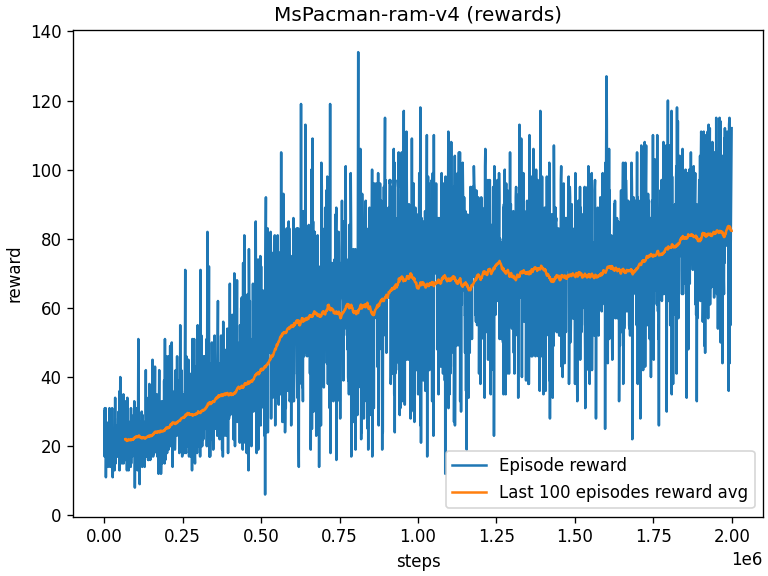 MsPacman-ram-v4 (rewards)
140
120
100
80
60
40
20
0
reward
0.00 0.25 0.50 0.75 1.00 1.25 1.50 1.75 2.00
1e6
steps
Episode reward
Last 100 episodes reward avg